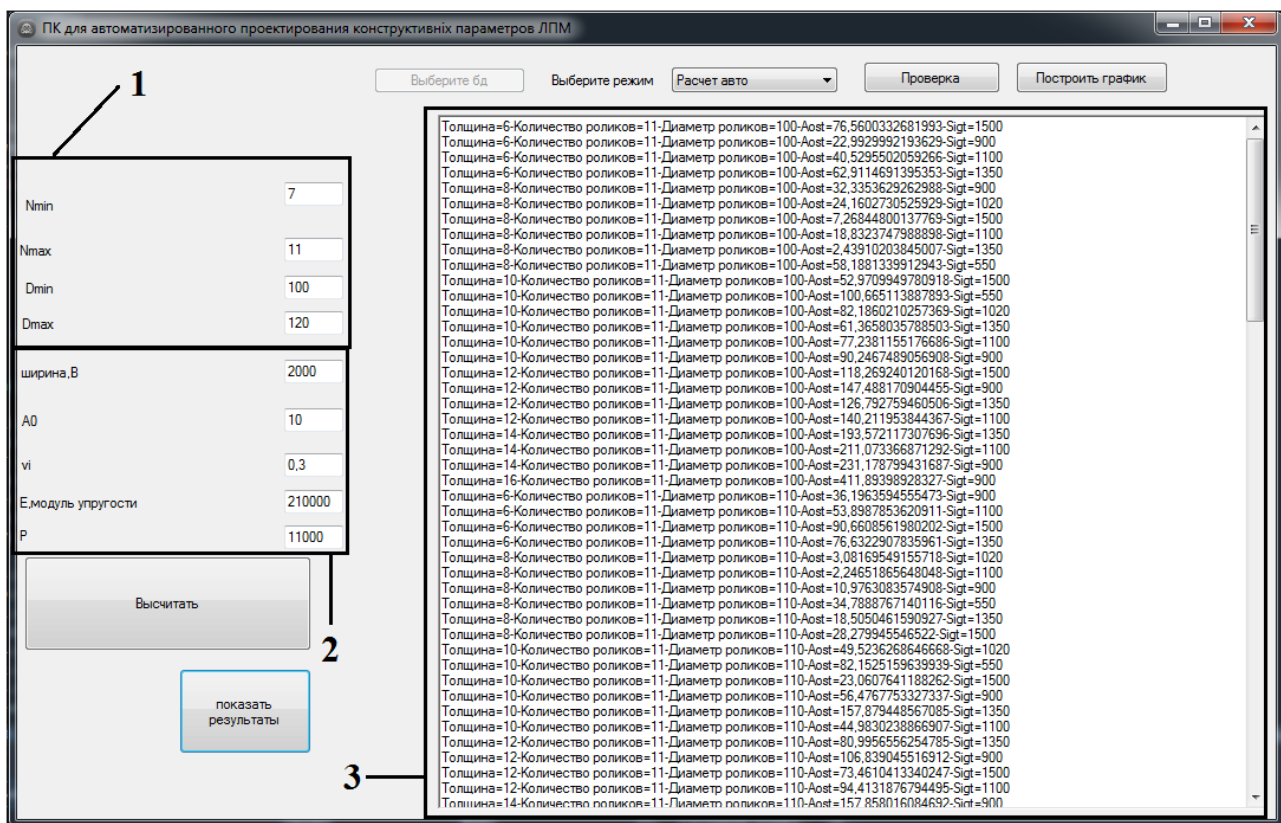 ПК для автоматизированного проектирования конструктивніх параметров ЛПМ
1
Выберите бд
Выберите режим
Расчет авто
Проверка
Построить график
Nmin
7
Nmax
11
Dmin
100
Dmax
120
ширина,В
2000
A0
10
vi
0,3
Е,модуль упругости
210000
P
11000
Высчитать
2
показать
результаты
3
Толщина=6-Количество роликов=11-Диаметр роликов=100-Aost=76,5600332681993-Sigt=1500
Толщина=6-Количество роликов=11-Диаметр роликов=100-Aost=22,9929992193629-Sigt=900
Толщина=6-Количество роликов=11-Диаметр роликов=100-Aost=40,5295502059266-Sigt=1100
Толщина=6-Количество роликов=11-Диаметр роликов=100-Aost=62,9114691395353-Sigt=1350
Толщина=8-Количество роликов=11-Диаметр роликов=100-Aost=32,3353629262988-Sigt=900
Толщина=8-Количество роликов=11-Диаметр роликов=100-Aost=24,1602730525929-Sigt=1020
Толщина=8-Количество роликов=11-Диаметр роликов=100-Aost=7,26844800137769-Sigt=1500
Толщина=8-Количество роликов=11-Диаметр роликов=100-Aost=18,8323747988898-Sigt=1100
Толщина=8-Количество роликов=11-Диаметр роликов=100-Aost=2,43910203845007-Sigt=1350
Толщина=8-Количество роликов=11-Диаметр роликов=100-Aost=58,1881339912943-Sigt=550
Толщина=10-Количество роликов=11-Диаметр роликов=100-Aost=52,9709949780918-Sigt=1500
Толщина=10-Количество роликов=11-Диаметр роликов=100-Aost=100,665113887893-Sigt=550
Толщина=10-Количество роликов=11-Диаметр роликов=100-Aost=82,1860210257369-Sigt=1020
Толщина=10-Количество роликов=11-Диаметр роликов=100-Aost=61,3658035788503-Sigt=1350
Толщина=10-Количество роликов=11-Диаметр роликов=100-Aost=77,2381155176686-Sigt=1100
Толщина=10-Количество роликов=11-Диаметр роликов=100-Aost=90,2467489056908-Sigt=900
Толщина=12-Количество роликов=11-Диаметр роликов=100-Aost=118,269240120168-Sigt=1500
Толщина=12-Количество роликов=11-Диаметр роликов=100-Aost=147,488170904455-Sigt=900
Толщина=12-Количество роликов=11-Диаметр роликов=100-Aost=126,792759460506-Sigt=1350
Толщина=12-Количество роликов=11-Диаметр роликов=100-Aost=140,211953844367-Sigt=1100
Толщина=14-Количество роликов=11-Диаметр роликов=100-Aost=193,572117307696-Sigt=1350
Толщина=14-Количество роликов=11-Диаметр роликов=100-Aost=211,073366871292-Sigt=1100
Толщина=14-Количество роликов=11-Диаметр роликов=100-Aost=231,178799431687-Sigt=900
Толщина=16-Количество роликов=11-Диаметр роликов=100-Aost=411,89398928327-Sigt=900
Толщина=6-Количество роликов=11-Диаметр роликов=110-Aost=36,1963594555473-Sigt=900
Толщина=6-Количество роликов=11-Диаметр роликов=110-Aost=53,8987853620911-Sigt=1100
Толщина=6-Количество роликов=11-Диаметр роликов=110-Aost=90,6608561980202-Sigt=1500
Толщина=6-Количество роликов=11-Диаметр роликов=110-Aost=76,6322907835961-Sigt=1350
Толщина=8-Количество роликов=11-Диаметр роликов=110-Aost=3,08169549155718-Sigt=1020
Толщина=8-Количество роликов=11-Диаметр роликов=110-Aost=2,24651865648048-Sigt=1100
Толщина=8-Количество роликов=11-Диаметр роликов=110-Aost=10,9763083574908-Sigt=900
Толщина=8-Количество роликов=11-Диаметр роликов=110-Aost=34,7888767140116-Sigt=550
Толщина=8-Количество роликов=11-Диаметр роликов=110-Aost=18,5050461590927-Sigt=1350
Толщина=8-Количество роликов=11-Диаметр роликов=110-Aost=28,279945546522-Sigt=1500
Толщина=10-Количество роликов=11-Диаметр роликов=110-Aost=49,5236268646668-Sigt=1020
Толщина=10-Количество роликов=11-Диаметр роликов=110-Aost=82,1525159639939-Sigt=550
Толщина=10-Количество роликов=11-Диаметр роликов=110-Aost=23,0607641188262-Sigt=1500
Толщина=10-Количество роликов=11-Диаметр роликов=110-Aost=56,4767753327337-Sigt=900
Толщина=10-Количество роликов=11-Диаметр роликов=110-Aost=157,879448567085-Sigt=1350
Толщина=10-Количество роликов=11-Диаметр роликов=110-Aost=44,9830238866907-Sigt=1100
Толщина=12-Количество роликов=11-Диаметр роликов=110-Aost=80,9956556254785-Sigt=1350
Толщина=12-Количество роликов=11-Диаметр роликов=110-Aost=106,839045516912-Sigt=900
Толщина=12-Количество роликов=11-Диаметр роликов=110-Aost=73,4610413340247-Sigt=1500
Толщина=12-Количество роликов=11-Диаметр роликов=110-Aost=94,4131876794495-Sigt=1100
Толщина=14-Количество роликов=11-Диаметр роликов=110-Aost=157,858016084692-Sigt=900